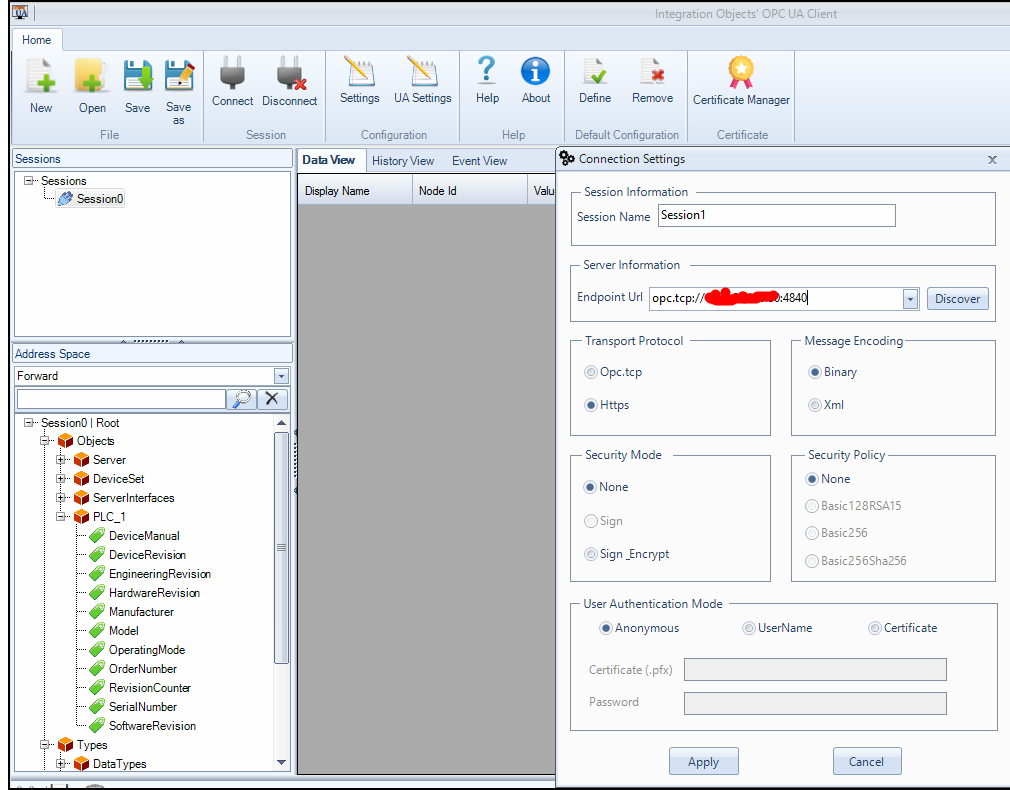 UA
Integration Objects' OPC UA Client
Home
New
Open
Save
Save as
File
Connect
Disconnect
Session
Settings
UA Settings
Configuration
Help
About
Help
Define
Remove
Default Configuration
Certificate Manager
Certificate
Sessions
Sessions
Session0
Address Space
Forward
Session0 | Root
Objects
Server
DeviceSet
ServerInterfaces
PLC_1
DeviceManual
DeviceRevision
EngineeringRevision
HardwareRevision
Manufacturer
Model
OperatingMode
OrderNumber
RevisionCounter
SerialNumber
SoftwareRevision
Types
DataTypes
Data View
History View
Event View
Display Name
Node Id
Valu
Connection Settings
Session Information
Session Name
Session1
Server Information
Endpoint Url
opc.tcp:// :4840
Discover
Transport Protocol
Opc.tcp
Https
Message Encoding
Binary
Xml
Security Mode
None
Sign
Sign_Encrypt
Security Policy
None
Basic128RSA15
Basic256
Basic256Sha256
User Authentication Mode
Anonymous
UserName
Certificate
Certificate (.pfx)
Password
Apply
Cancel